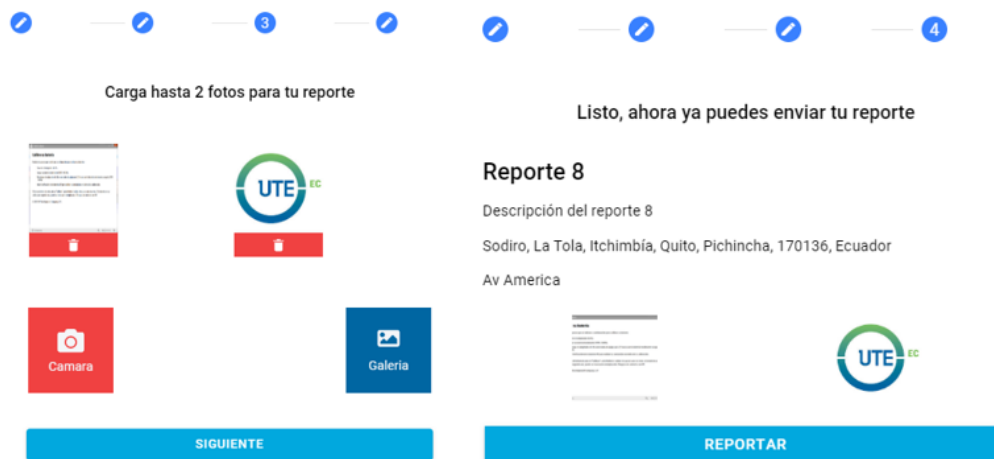 3
Carga hasta 2 fotos para tu reporte
UTE EC
Camara
Galeria
SIGUIENTE
4
Listo, ahora ya puedes enviar tu reporte
Reporte 8
Descripción del reporte 8
Sodiro, La Tola, Itchimbía, Quito, Pichincha, 170136, Ecuador
Av America
UTE EC
REPORTAR